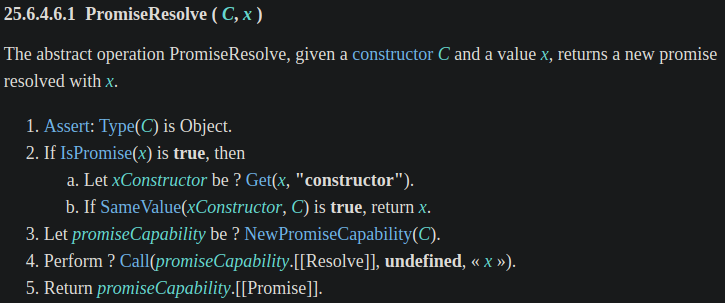 25.6.4.6.1 PromiseResolve ( C, x )
The abstract operation PromiseResolve, given a constructor C and a value x, returns a new promise
resolved with x.
1. Assert: Type(C) is Object.
2. If IsPromise(x) is true, then
a. Let xConstructor be ? Get(x, "constructor").
b. If SameValue(xConstructor, C) is true, return x.
3. Let promiseCapability be ? NewPromiseCapability(C).
4. Perform ? Call(promiseCapability.[[Resolve]], undefined, « x »).
5. Return promiseCapability.[[Promise]].